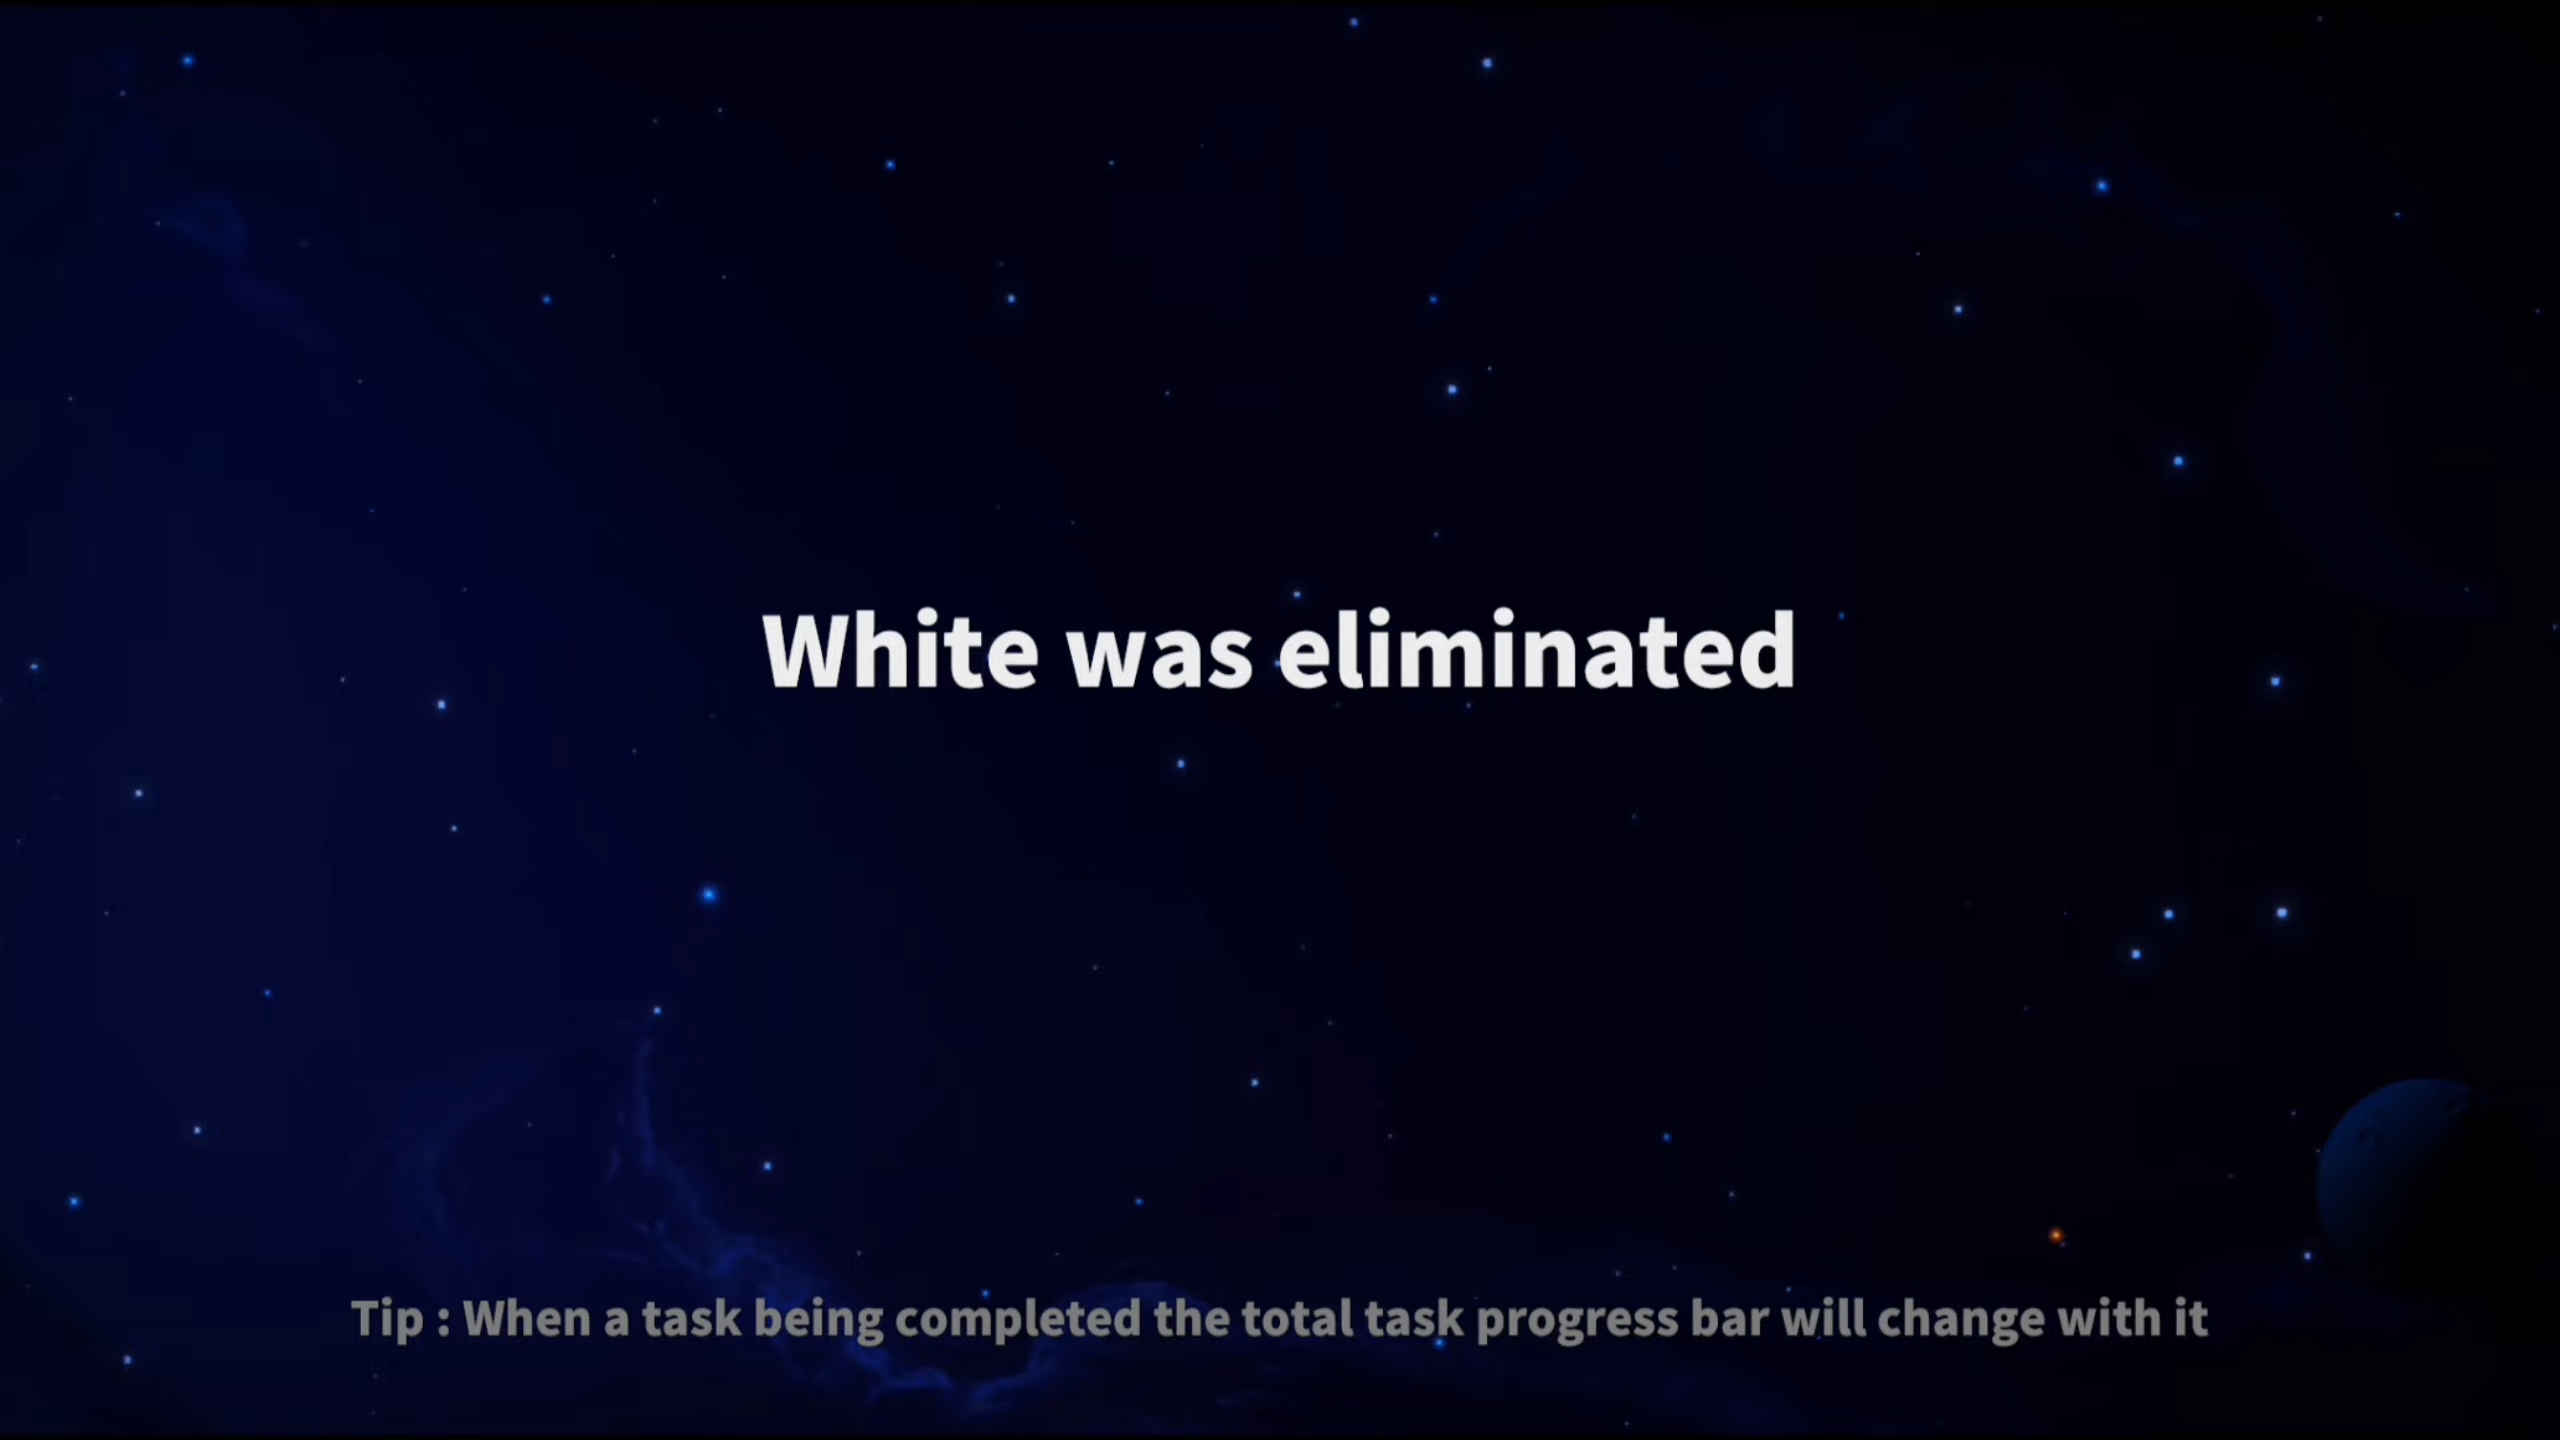 White was eliminated
Tip : When a task being completed the total task progress bar will change with it